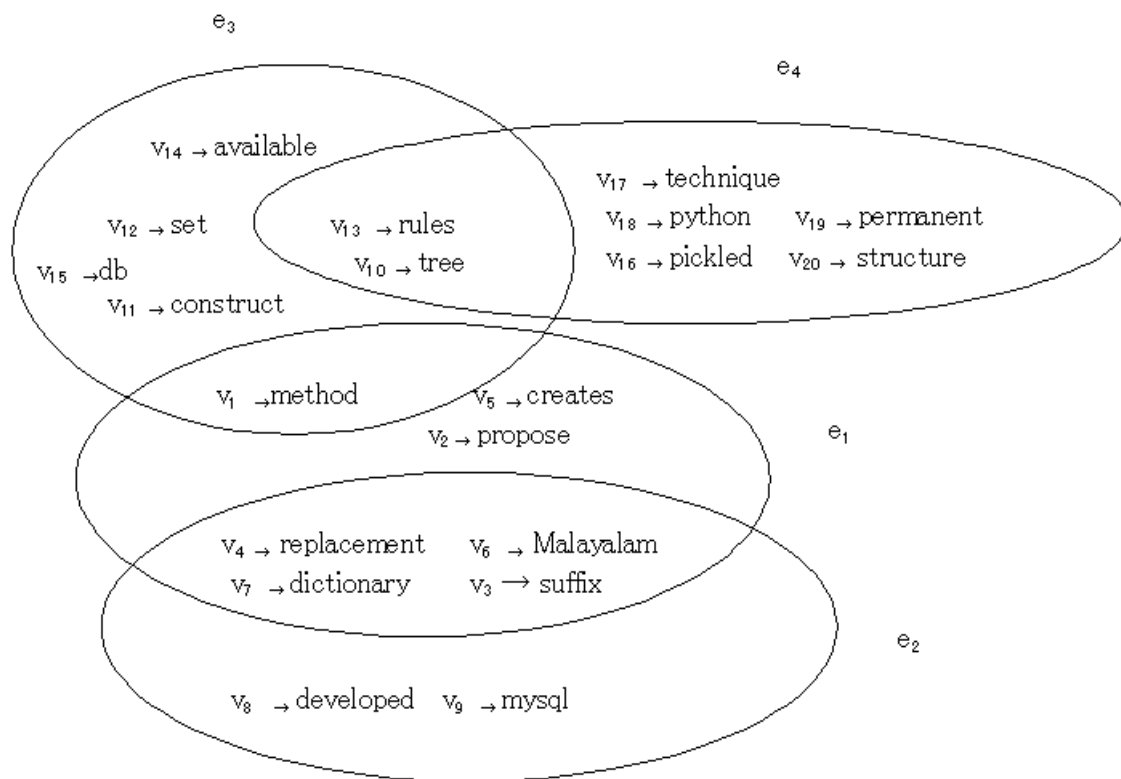 e₃
e₄
v₁₄ → available
v₁₇ → technique
v₁₂ → set
v₁₃ → rules
v₁₈ → python
v₁₉ → permanent
v₁₅ → db
v₁₀ → tree
v₁₆ → pickled
v₂₀ → structure
v₁₁ → construct
v₁ → method
v₅ → creates
v₂ → propose
e₁
v₄ → replacement
v₆ → Malayalam
v₇ → dictionary
v₃ → suffix
e₂
v₈ → developed
v₉ → mysql